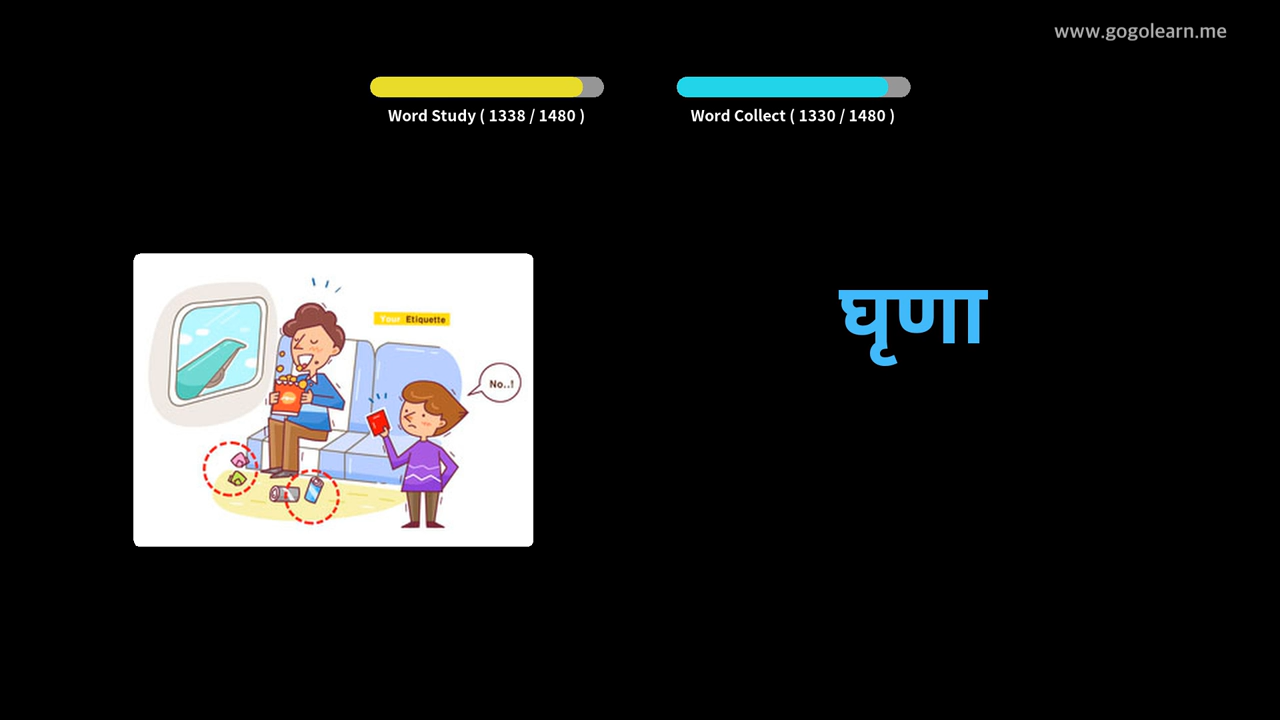 www.gogolearn.me
Word Study ( 1338 / 1480 )
Word Collect ( 1330 / 1480 )
Your Etiquette
No..!
घृणा